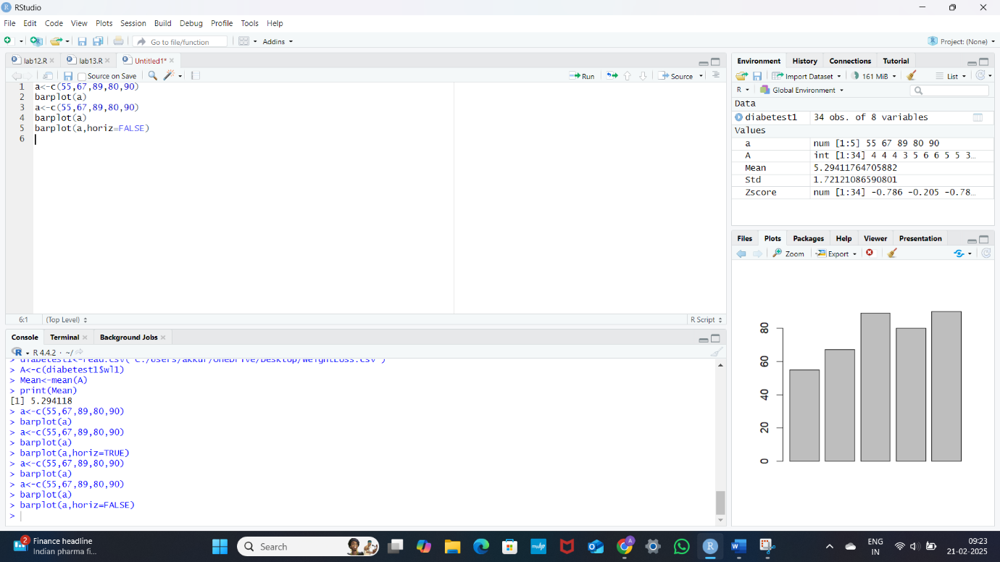 RStudio
File Edit Code View Plots Session Build Debug Profile Tools Help
Go to file/function Addins Project: (None)
lab12.R lab13.R Untitled1*
Source on Save Run Source
1 a<-c(55,67,89,80,90)
2 barplot(a)
3 a<-c(55,67,89,80,90)
4 barplot(a)
5 barplot(a,horiz=FALSE)
6
6:1 (Top Level) R Script
Console Terminal Background Jobs
R 4.4.2 · ~/
> diabetest1<-read.csv("C:/Users/akkur/OneDrive/Desktop/WeightLoss.csv")
> A<-c(diabetest1$wl1)
> Mean<-mean(A)
> print(Mean)
[1] 5.294118
> a<-c(55,67,89,80,90)
> barplot(a)
> a<-c(55,67,89,80,90)
> barplot(a)
> barplot(a,horiz=TRUE)
> a<-c(55,67,89,80,90)
> barplot(a)
> a<-c(55,67,89,80,90)
> barplot(a)
> barplot(a,horiz=FALSE)
>
Environment History Connections Tutorial
Import Dataset 161 MiB List
R Global Environment
Data
diabetest1 34 obs. of 8 variables
Values
a num [1:5] 55 67 89 80 90
A int [1:34] 4 4 4 3 5 6 6 5 5 3…
Mean 5.29411764705882
Std 1.72121086590801
Zscore num [1:34] -0.786 -0.205 -0.78…
Files Plots Packages Help Viewer Presentation
Zoom Export
80
60
40
20
0
2 Finance headline
Indian pharma fi...
Search
myhp
A
ENG
IN
09:23
21-02-2025